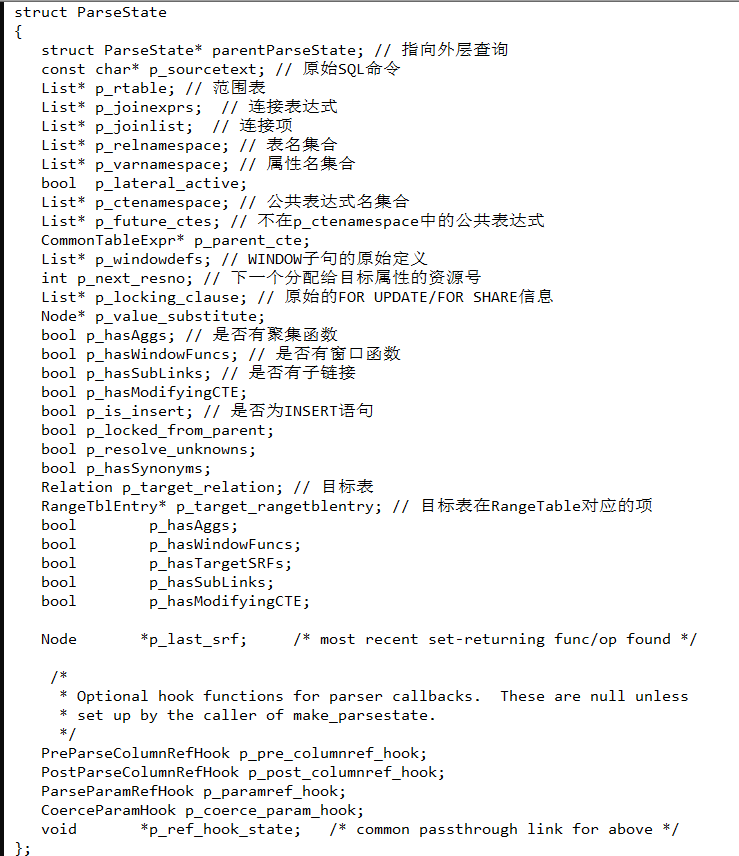 struct ParseState
{
struct ParseState* parentParseState; // 指向外层查询
const char* p_sourcetext; // 原始SQL命令
List* p_rtable; // 范围表
List* p_joinexprs;  // 连接表达式
List* p_joinlist;  // 连接项
List* p_relnamespace; // 表名集合
List* p_varnamespace; // 属性名集合
bool  p_lateral_active;
List* p_ctenamespace; // 公共表达式名集合
List* p_future_ctes; // 不在p_ctenamespace中的公共表达式
CommonTableExpr* p_parent_cte;
List* p_windowdefs; // WINDOW子句的原始定义
int p_next_resno; // 下一个分配给目标属性的资源号
List* p_locking_clause; // 原始的FOR UPDATE/FOR SHARE信息
Node* p_value_substitute;
bool p_hasAggs; // 是否有聚集函数
bool p_hasWindowFuncs; // 是否有窗口函数
bool p_hasSubLinks; // 是否有子链接
bool p_hasModifyingCTE;
bool p_is_insert; // 是否为INSERT语句
bool p_locked_from_parent;
bool p_resolve_unknowns;
bool p_hasSynonyms;
Relation p_target_relation; // 目标表
RangeTblEntry* p_target_rangetblentry; // 目标表在RangeTable对应的项
bool        p_hasAggs;
bool        p_hasWindowFuncs;
bool        p_hasTargetSRFs;
bool        p_hasSubLinks;
bool        p_hasModifyingCTE;
Node       *p_last_srf;     /* most recent set-returning func/op found */
/*
* Optional hook functions for parser callbacks.  These are null unless
* set up by the caller of make_parsestate.
*/
PreParseColumnRefHook p_pre_columnref_hook;
PostParseColumnRefHook p_post_columnref_hook;
ParseParamRefHook p_paramref_hook;
CoerceParamHook p_coerce_param_hook;
void       *p_ref_hook_state;   /* common passthrough link for above */
};